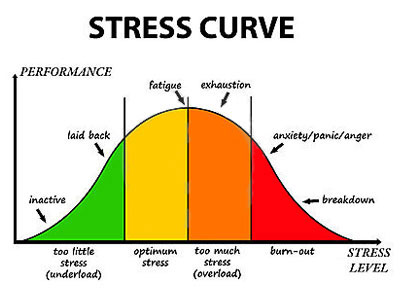 STRESS CURVE
PERFORMANCE
fatigue
exhaustion
laid back
anxiety/panic/anger
inactive
breakdown
too little
stress
(underload)
optimum
stress
too much
stress
(overload)
burn-out
STRESS
LEVEL